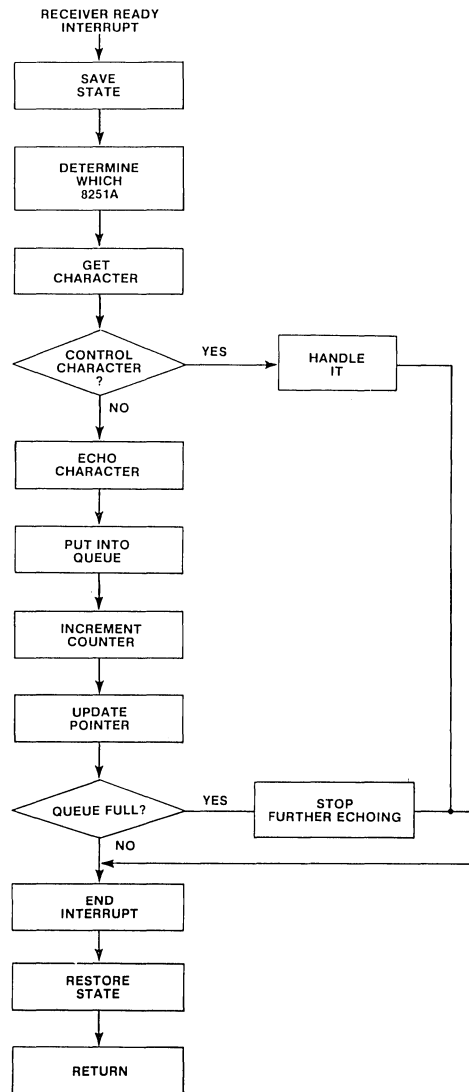 RECEIVER READY
INTERRUPT
SAVE
STATE
DETERMINE
WHICH
8251A
GET
CHARACTER
CONTROL
CHARACTER
?
YES
HANDLE
IT
NO
ECHO
CHARACTER
PUT INTO
QUEUE
INCREMENT
COUNTER
UPDATE
POINTER
QUEUE FULL?
YES
STOP
FURTHER ECHOING
NO
END
INTERRUPT
RESTORE
STATE
RETURN